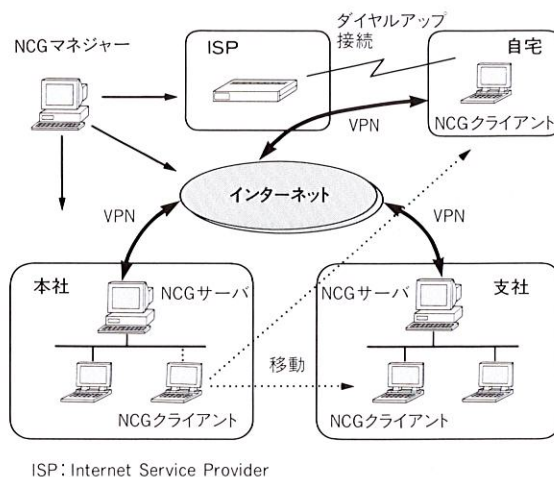 NCGマネジャー
ISP
ダイヤルアップ
接続
自宅
NCGクライアント
VPN
インターネット
VPN
VPN
本社
NCGサーバ
NCGクライアント
移動
支社
NCGサーバ
NCGクライアント
ISP:Internet Service Provider